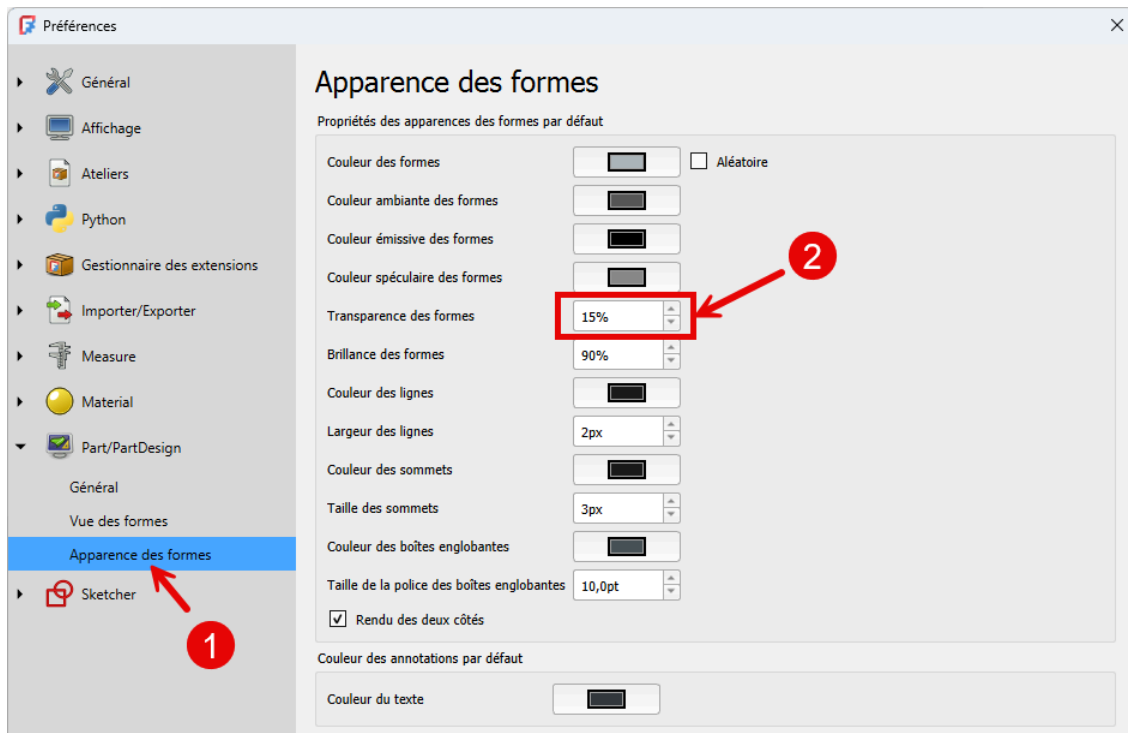 Préférences
Général
Affichage
Ateliers
Python
Gestionnaire des extensions
Importer/Exporter
Measure
Material
Part/PartDesign
Général
Vue des formes
Apparence des formes
Sketcher
1
Apparence des formes
Propriétés des apparences des formes par défaut
Couleur des formes Aléatoire
Couleur ambiante des formes
Couleur émissive des formes
Couleur spéculaire des formes
2
Transparence des formes 15%
Brillance des formes 90%
Couleur des lignes
Largeur des lignes 2px
Couleur des sommets
Taille des sommets 3px
Couleur des boîtes englobantes
Taille de la police des boîtes englobantes 10,0pt
Rendu des deux côtés
Couleur des annotations par défaut
Couleur du texte